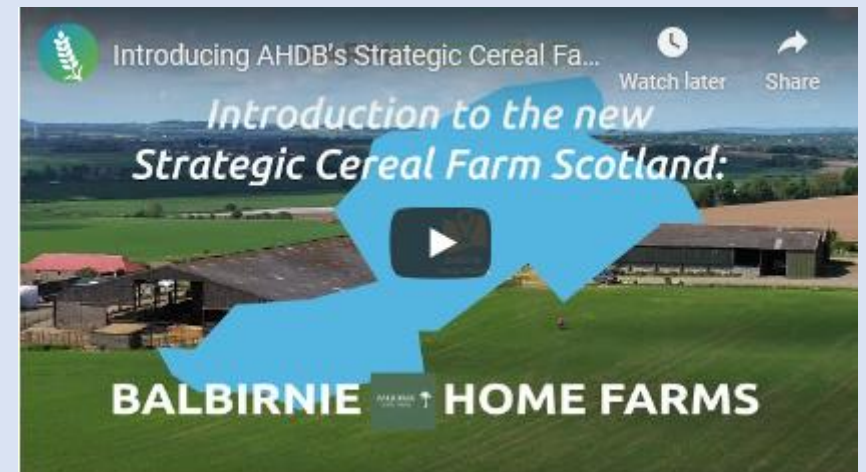 Introducing AHDB's Strategic Cereal Fa...
Watch later
Share
Introduction to the new
Strategic Cereal Farm Scotland:
BALBIRNIE HOME FARMS